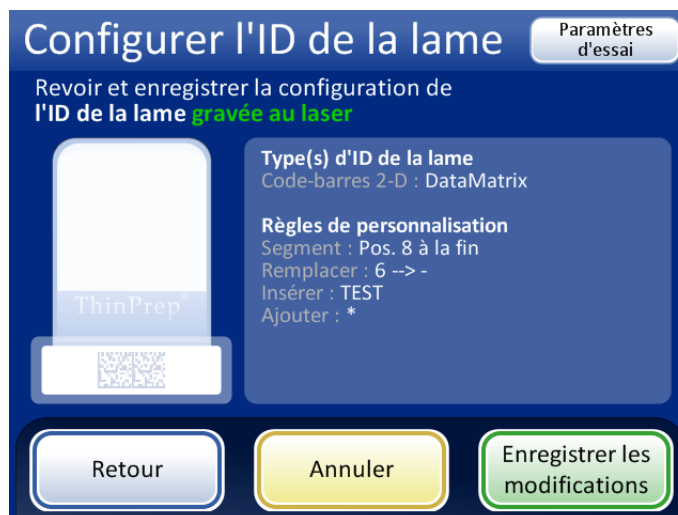 Configurer l'ID de la lame
Paramètres
d'essai
Revoir et enregistrer la configuration de
l'ID de la lame gravée au laser
Type(s) d'ID de la lame
Code-barres 2-D : DataMatrix
Règles de personnalisation
Segment : Pos. 8 à la fin
Remplacer : 6 --> -
Insérer : TEST
Ajouter : *
ThinPrep®
Retour
Annuler
Enregistrer les
modifications